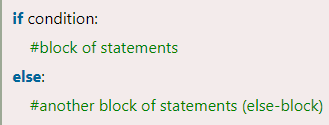 if condition:
    #block of statements
else:
    #another block of statements (else-block)